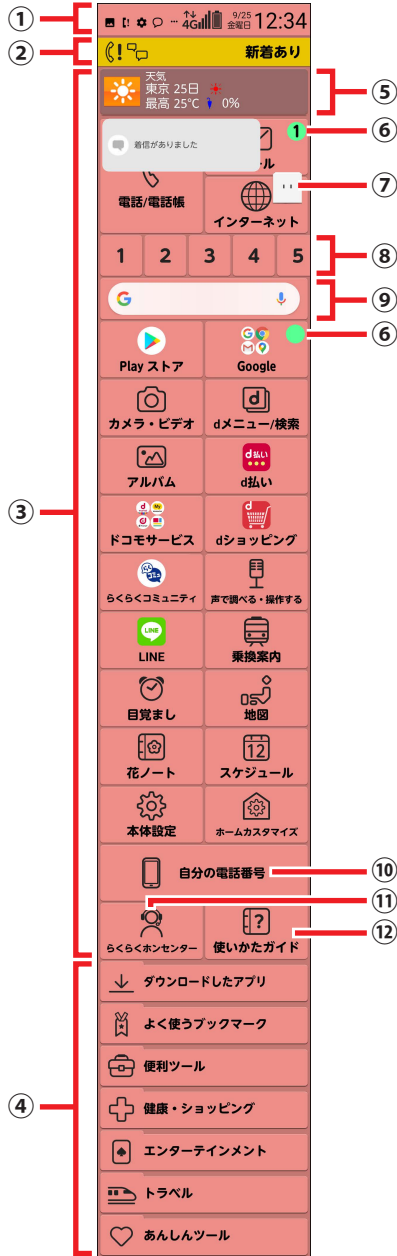 ① 4G 9/25 金曜日 12:34
② 新着あり
天気
東京 25日
最高 25℃ 0%
⑤
着信がありました
1 ⑥
ール
電話/電話帳
⑦
インターネット
1 2 3 4 5 ⑧
G ⑨
⑥
Play ストア Google
d
カメラ・ビデオ dメニュー/検索
d払い
アルバム d払い
③
d My
d d
ドコモサービス dショッピング
らくコミュ
らくらくコミュニティ 声で調べる・操作する
LINE
LINE 乗換案内
目覚まし 地図
12
花ノート スケジュール
本体設定 ホームカスタマイズ
自分の電話番号 ⑩
⑪
?
らくらくホンセンター 使いかたガイド ⑫
ダウンロードしたアプリ
よく使うブックマーク
便利ツール
④ 健康・ショッピング
エンターテインメント
トラベル
あんしんツール